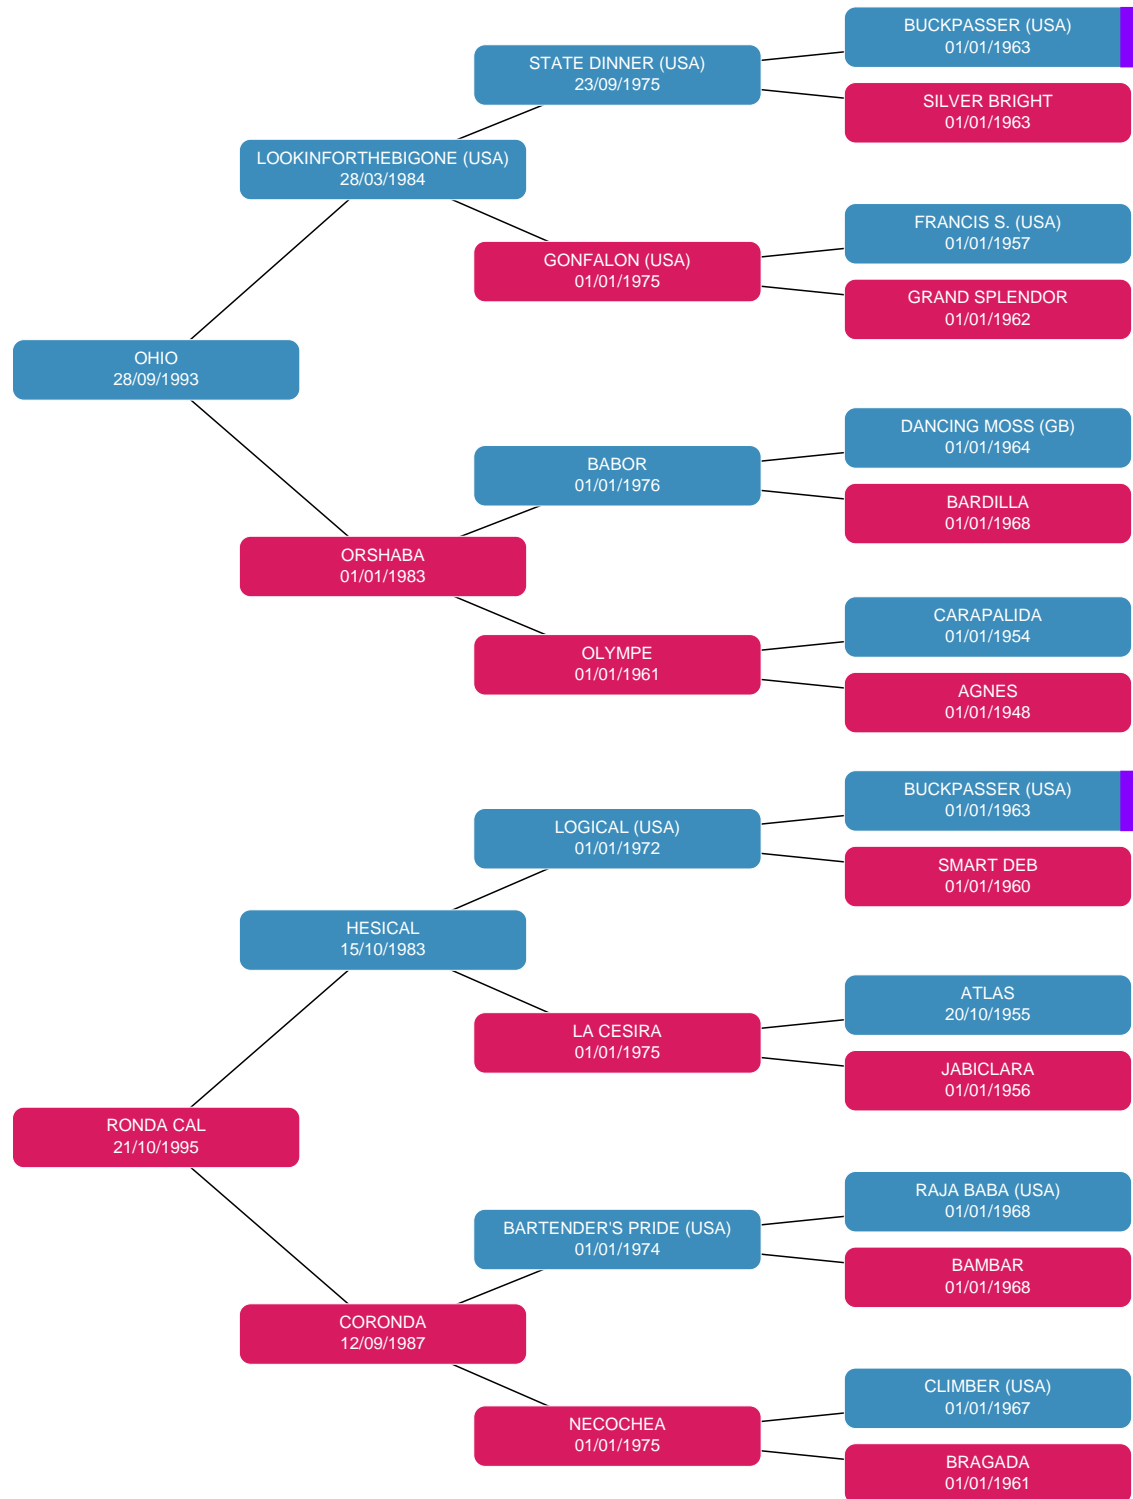 BUCKPASSER (USA)
01/01/1963
STATE DINNER (USA)
23/09/1975
SILVER BRIGHT
01/01/1963
LOOKINFORTHEBIGONE (USA)
28/03/1984
FRANCIS S. (USA)
01/01/1957
GONFALON (USA)
01/01/1975
GRAND SPLENDOR
01/01/1962
OHIO
28/09/1993
DANCING MOSS (GB)
01/01/1964
BABOR
01/01/1976
BARDILLA
01/01/1968
ORSHABA
01/01/1983
CARAPALIDA
01/01/1954
OLYMPE
01/01/1961
AGNES
01/01/1948
BUCKPASSER (USA)
01/01/1963
LOGICAL (USA)
01/01/1972
SMART DEB
01/01/1960
HESICAL
15/10/1983
ATLAS
20/10/1955
LA CESIRA
01/01/1975
JABICLARA
01/01/1956
RONDA CAL
21/10/1995
RAJA BABA (USA)
01/01/1968
BARTENDER'S PRIDE (USA)
01/01/1974
BAMBAR
01/01/1968
CORONDA
12/09/1987
CLIMBER (USA)
01/01/1967
NECOCHEA
01/01/1975
BRAGADA
01/01/1961